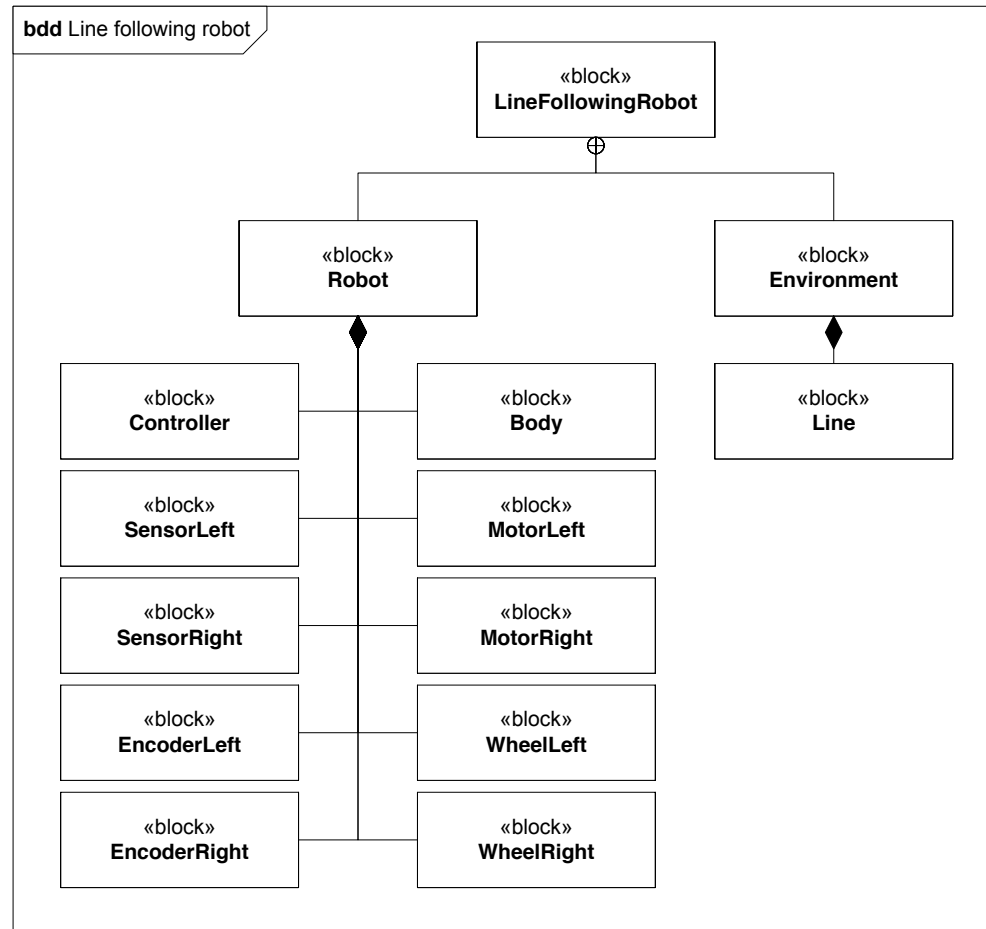 bdd Line following robot
«block»
LineFollowingRobot
«block»
Robot
«block»
Environment
«block»
Controller
«block»
Body
«block»
Line
«block»
SensorLeft
«block»
MotorLeft
«block»
SensorRight
«block»
MotorRight
«block»
EncoderLeft
«block»
WheelLeft
«block»
EncoderRight
«block»
WheelRight